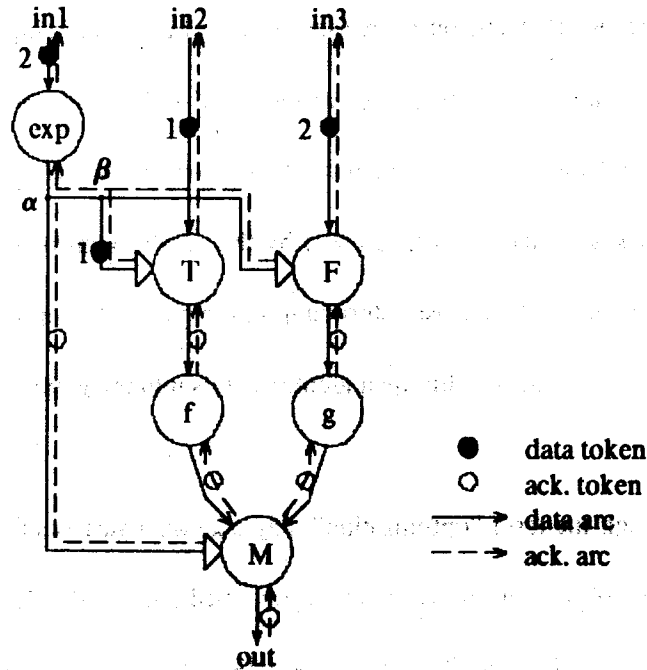 in1 in2 in3
2
1
2
exp
β
α
1
T
F
f
g
data token
ack. token
data arc
ack. arc
M
out